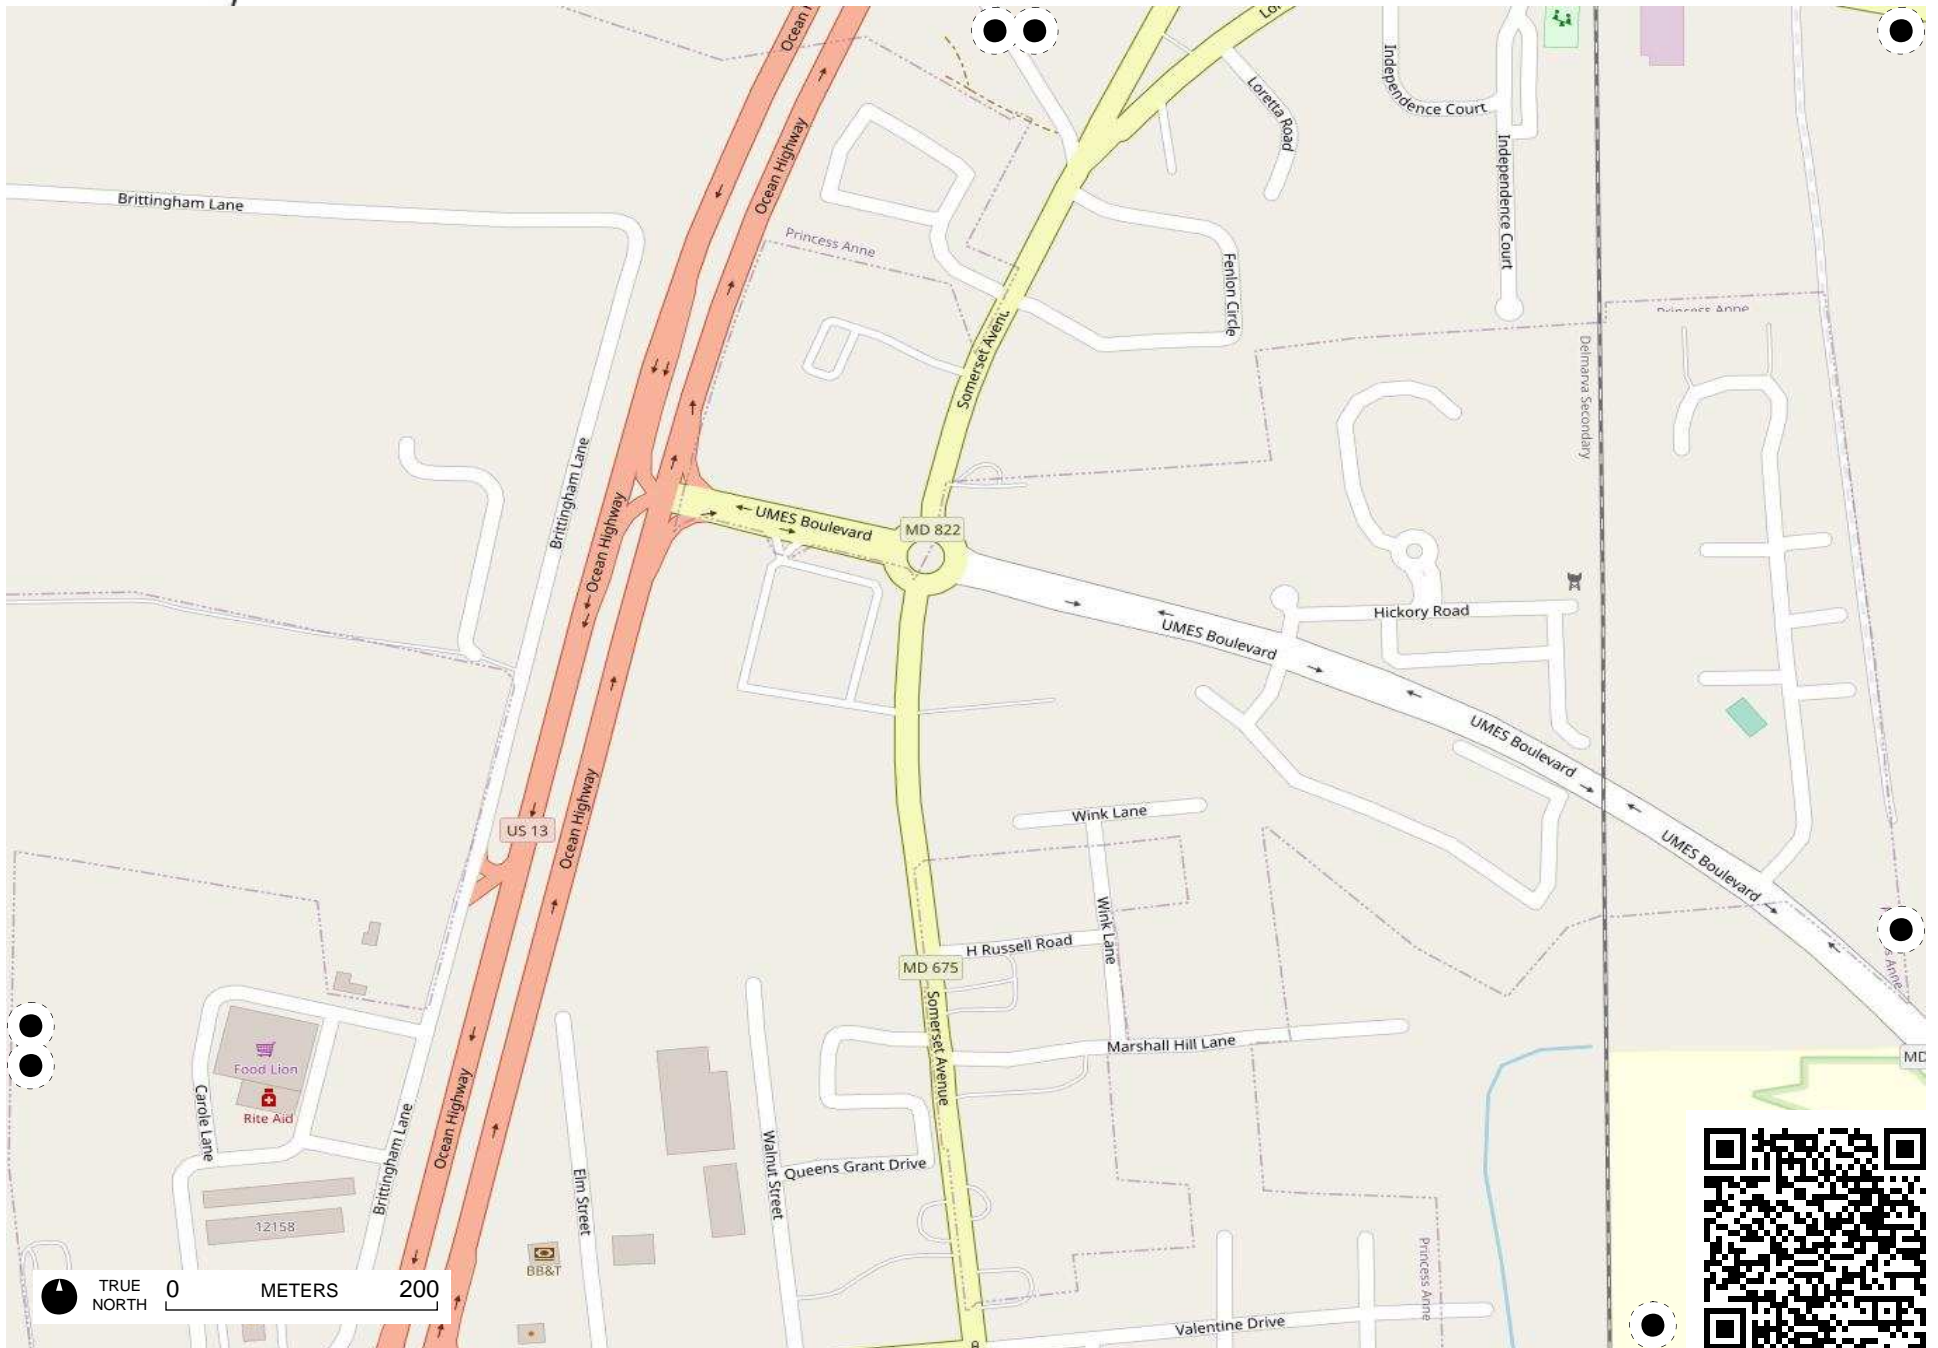 Ocean Highway
Loretta Road
Independence Court
Independence Court
Brittingham Lane
Princess Anne
Fenlon Circle
Somerset Avenu
Delmarva Secondary
Brittingham Lane
Ocean Highway
UMES Boulevard
MD 822
Hickory Road
UMES Boulevard
UMES Boulevard
US 13
Ocean Highway
Wink Lane
UMES Boulevard
Wink Lane
H Russell Road
MD 675
Somerset Avenue
Marshall Hill Lane
MD
Food Lion
Rite Aid
Carole Lane
Brittingham Lane
Ocean Highway
Elm Street
Walnut Street
Queens Grant Drive
12158
BB&T
Princess Anne
Valentine Drive
TRUE
NORTH
0 METERS 200